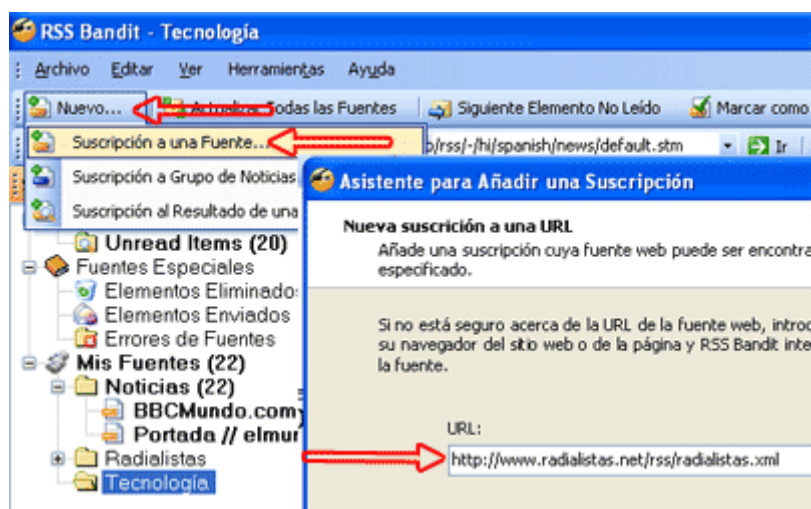 RSS Bandit - Tecnología
Archivo Editar Ver Herramientas Ayuda
Nuevo... Actualizar Todas las Fuentes Siguiente Elemento No Leído Marcar como
Suscripción a una Fuente...
/rss/-/hi/spanish/news/default.stm Ir
Suscripción a Grupo de Noticias
Suscripción al Resultado de una
Unread Items (20)
Fuentes Especiales
Elementos Eliminado
Elementos Enviados
Errores de Fuentes
Mis Fuentes (22)
Noticias (22)
BBCMundo.com
Portada // elmur
Radialistas
Tecnología
Asistente para Añadir una Suscripción
Nueva suscrición a una URL
Añade una suscripción cuya fuente web puede ser encontra
especificado.
Si no está seguro acerca de la URL de la fuente web, introd
su navegador del sitio web o de la página y RSS Bandit inte
la fuente.
URL:
http://www.radialistas.net/rss/radialistas.xml